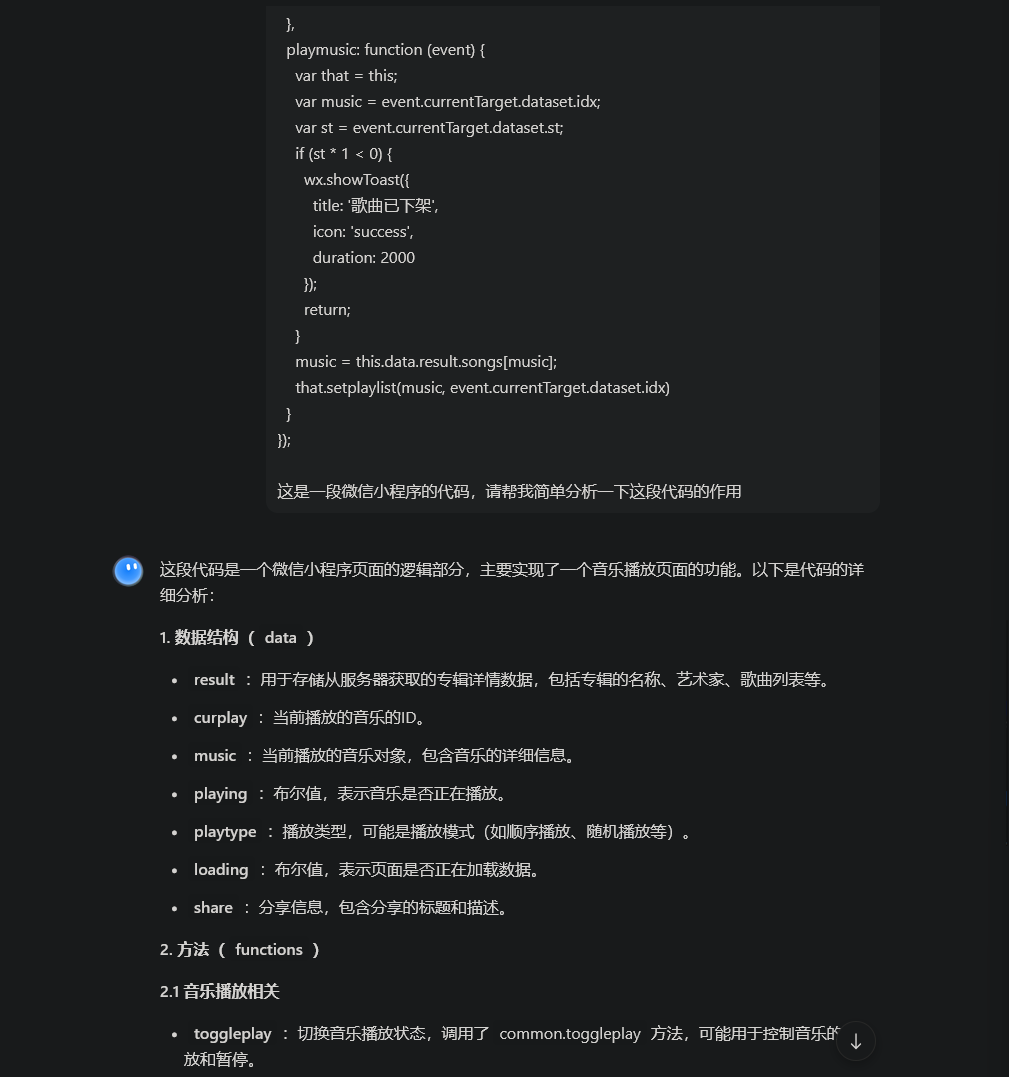 },
playmusic: function (event) {
var that = this;
var music = event.currentTarget.dataset.idx;
var st = event.currentTarget.dataset.st;
if (st * 1 < 0) {
wx.showToast({
title: '歌曲已下架',
icon: 'success',
duration: 2000
});
return;
}
music = this.data.result.songs[music];
that.setplaylist(music, event.currentTarget.dataset.idx)
}
});
这是一段微信小程序的代码，请帮我简单分析一下这段代码的作用
这段代码是一个微信小程序页面的逻辑部分，主要实现了一个音乐播放页面的功能。以下是代码的详
细分析：
1. 数据结构（ data ）
• result ：用于存储从服务器获取的专辑详情数据，包括专辑的名称、艺术家、歌曲列表等。
• curplay ：当前播放的音乐的ID。
• music ：当前播放的音乐对象，包含音乐的详细信息。
• playing ：布尔值，表示音乐是否正在播放。
• playtype ：播放类型，可能是播放模式（如顺序播放、随机播放等）。
• loading ：布尔值，表示页面是否正在加载数据。
• share ：分享信息，包含分享的标题和描述。
2. 方法（ functions ）
2.1 音乐播放相关
• toggleplay ：切换音乐播放状态，调用了 common.toggleplay 方法，可能用于控制音乐的
放和暂停。